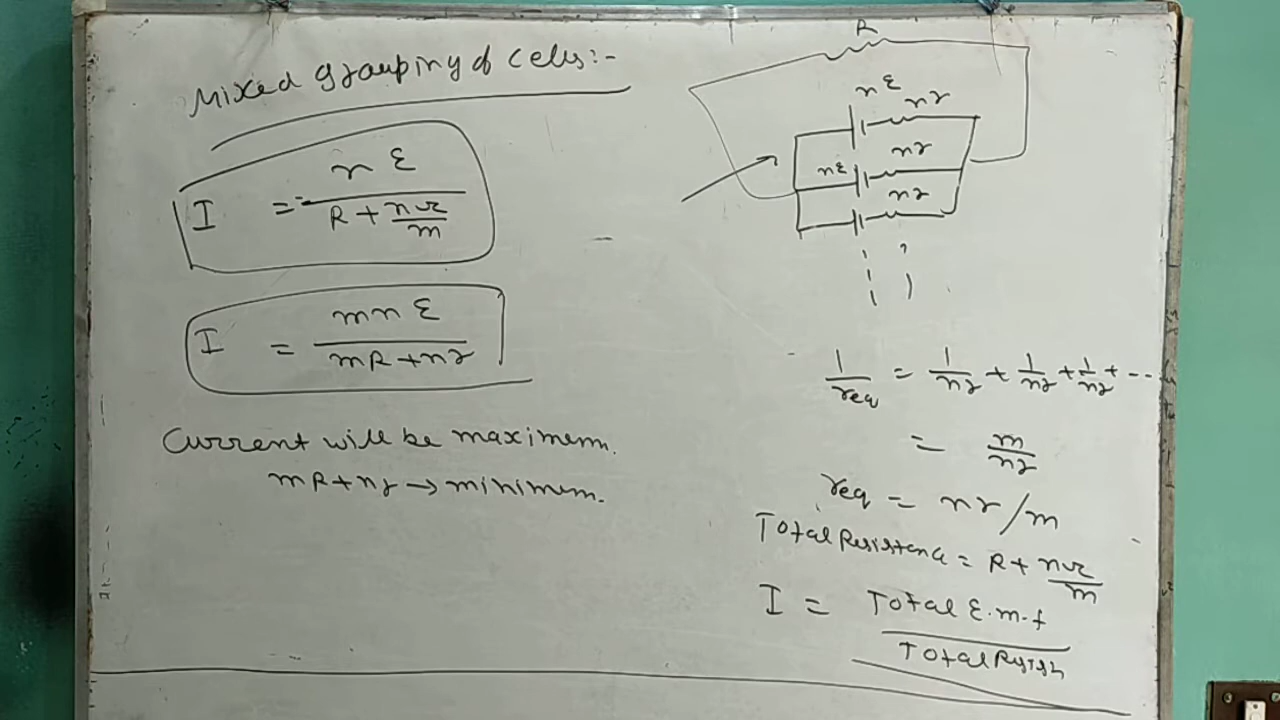 Mixed grouping of cells:-
I = nε / (R + nr/m)
I = mnε / (mR + nr)
Current will be maximum.
mR + nr → minimum.
R
nε nr
nε nr
nr
1/req = 1/nr + 1/nr + 1/nr + --
= m/nr
req = nr/m
Total Resistance = R + nr/m
I = Total E.m.f / Total Resis